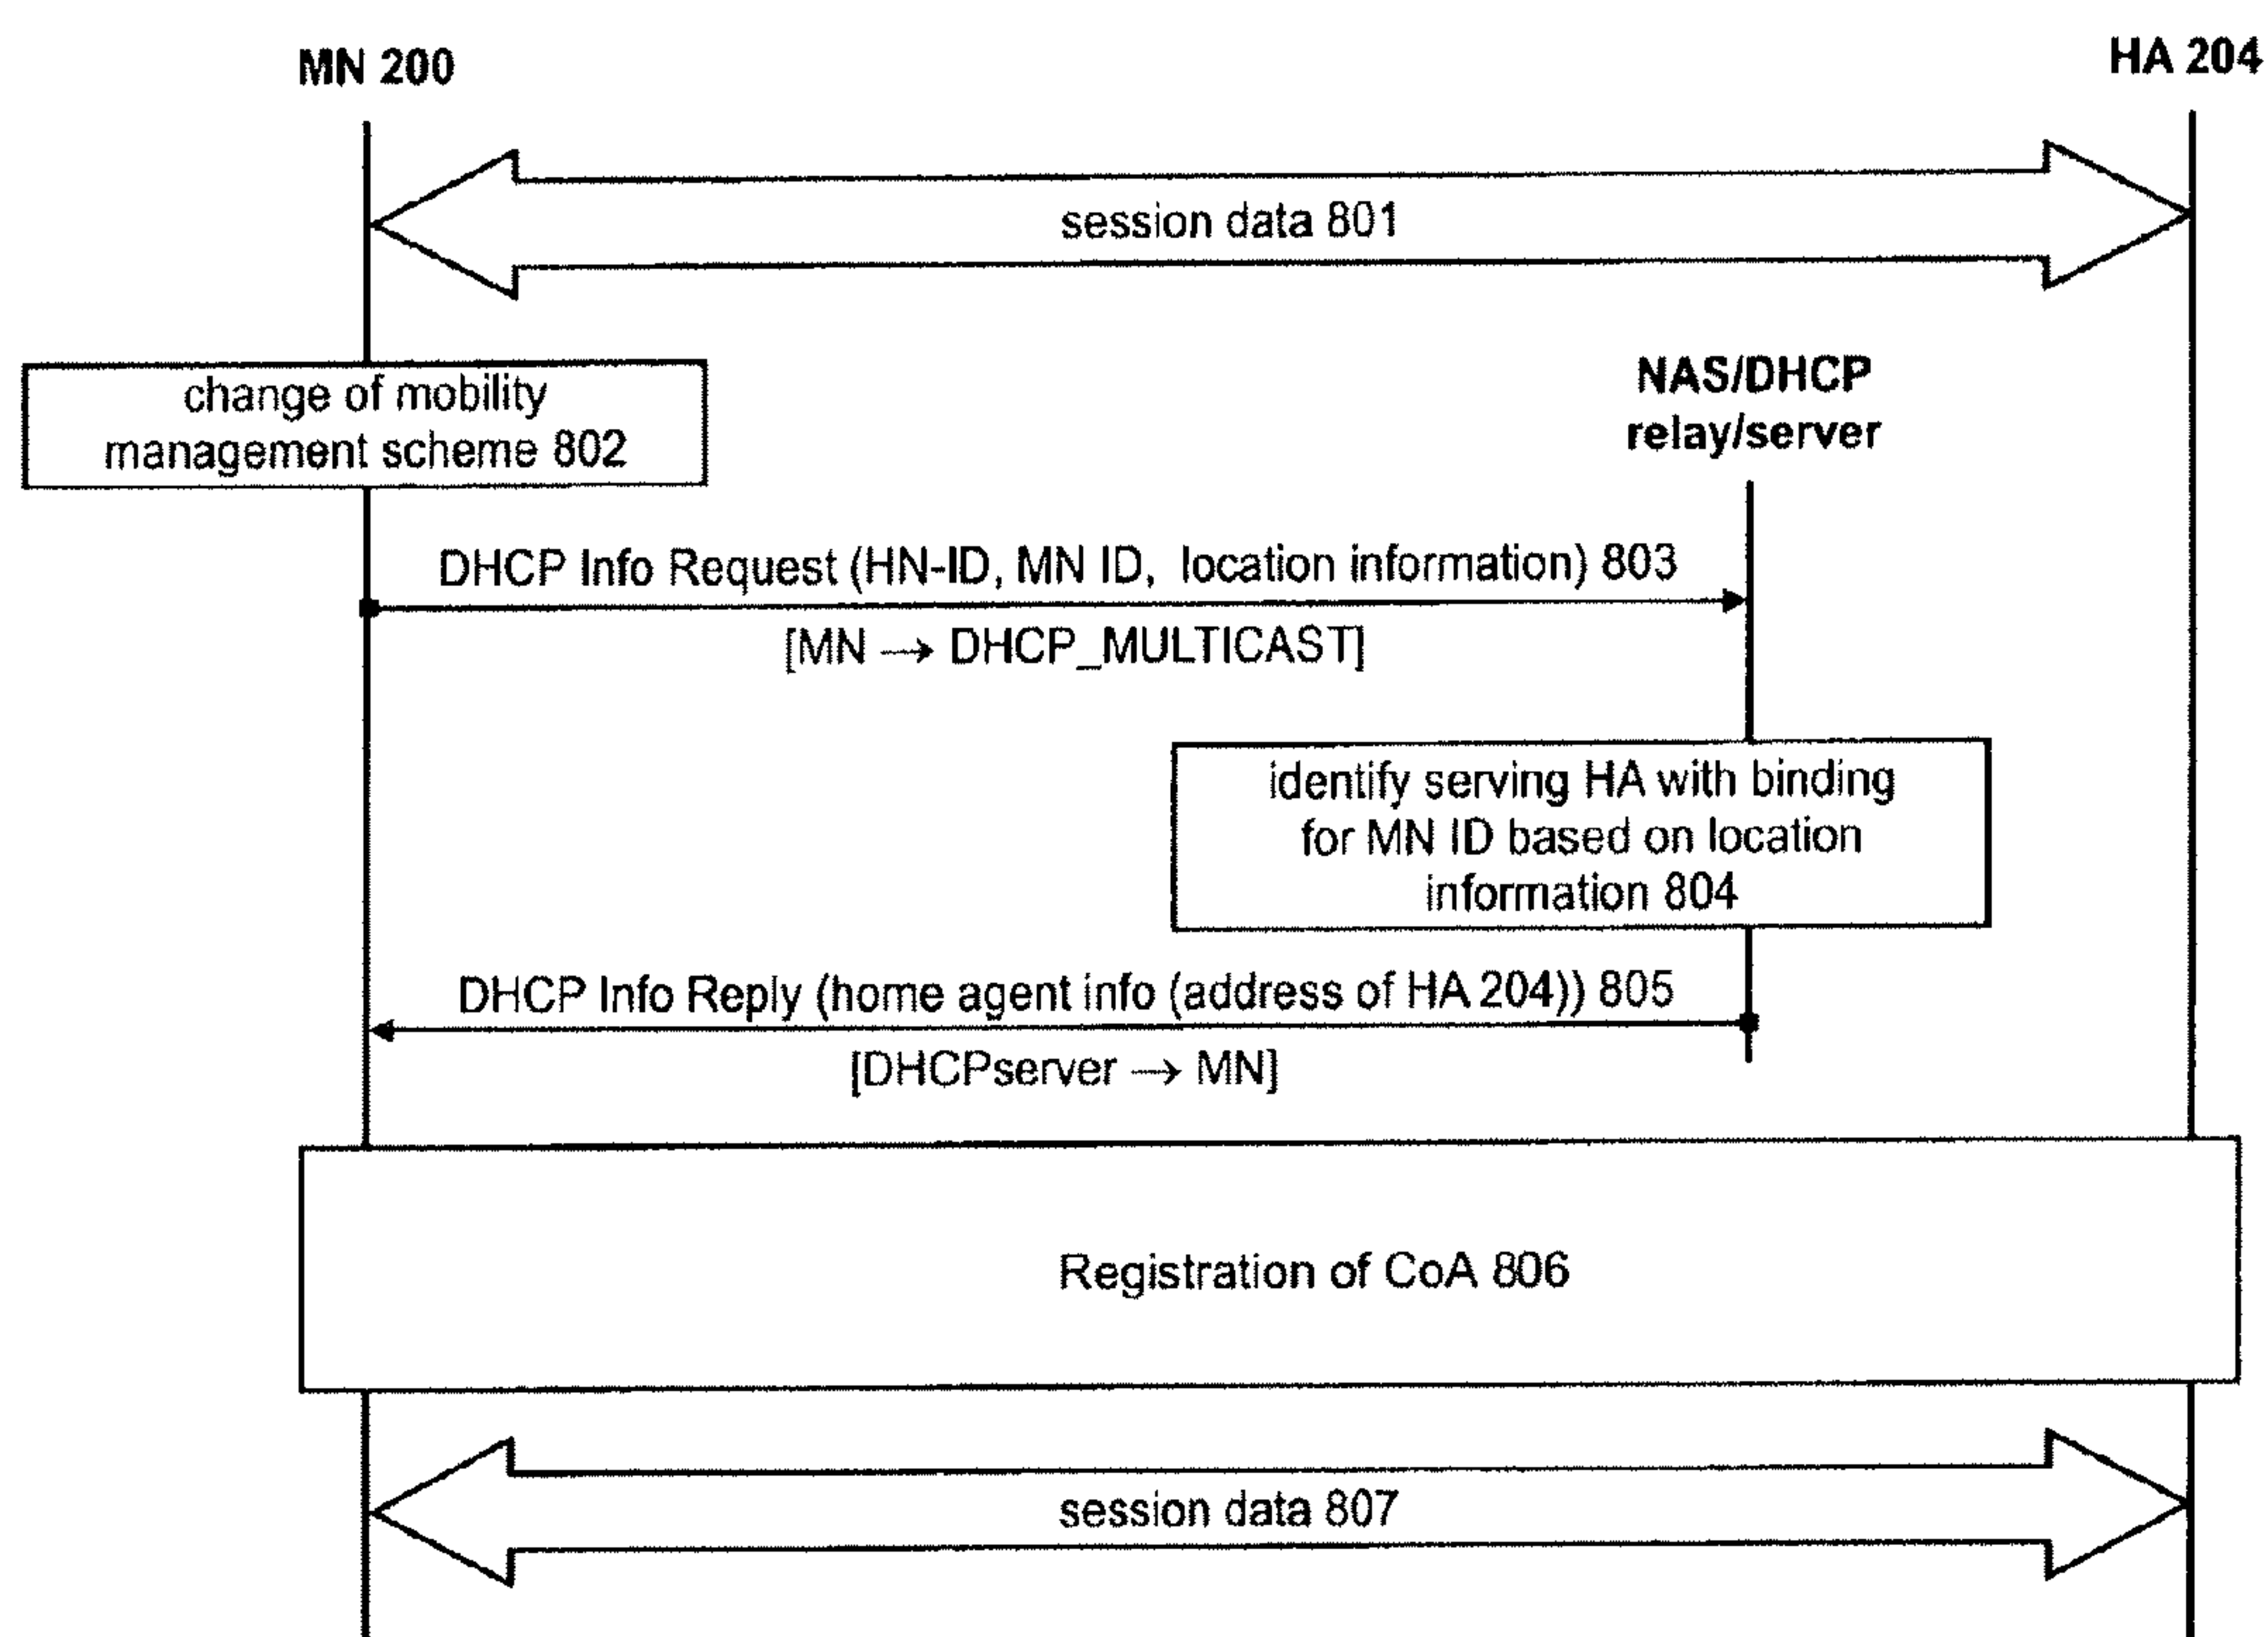 MN 200
HA 204
session data 801
change of mobility
management scheme 802
NAS/DHCP
relay/server
DHCP Info Request (HN-ID, MN ID, location information) 803
[MN → DHCP_MULTICAST]
identify serving HA with binding
for MN ID based on location
information 804
DHCP Info Reply (home agent info (address of HA 204)) 805
[DHCPserver → MN]
Registration of CoA 806
session data 807